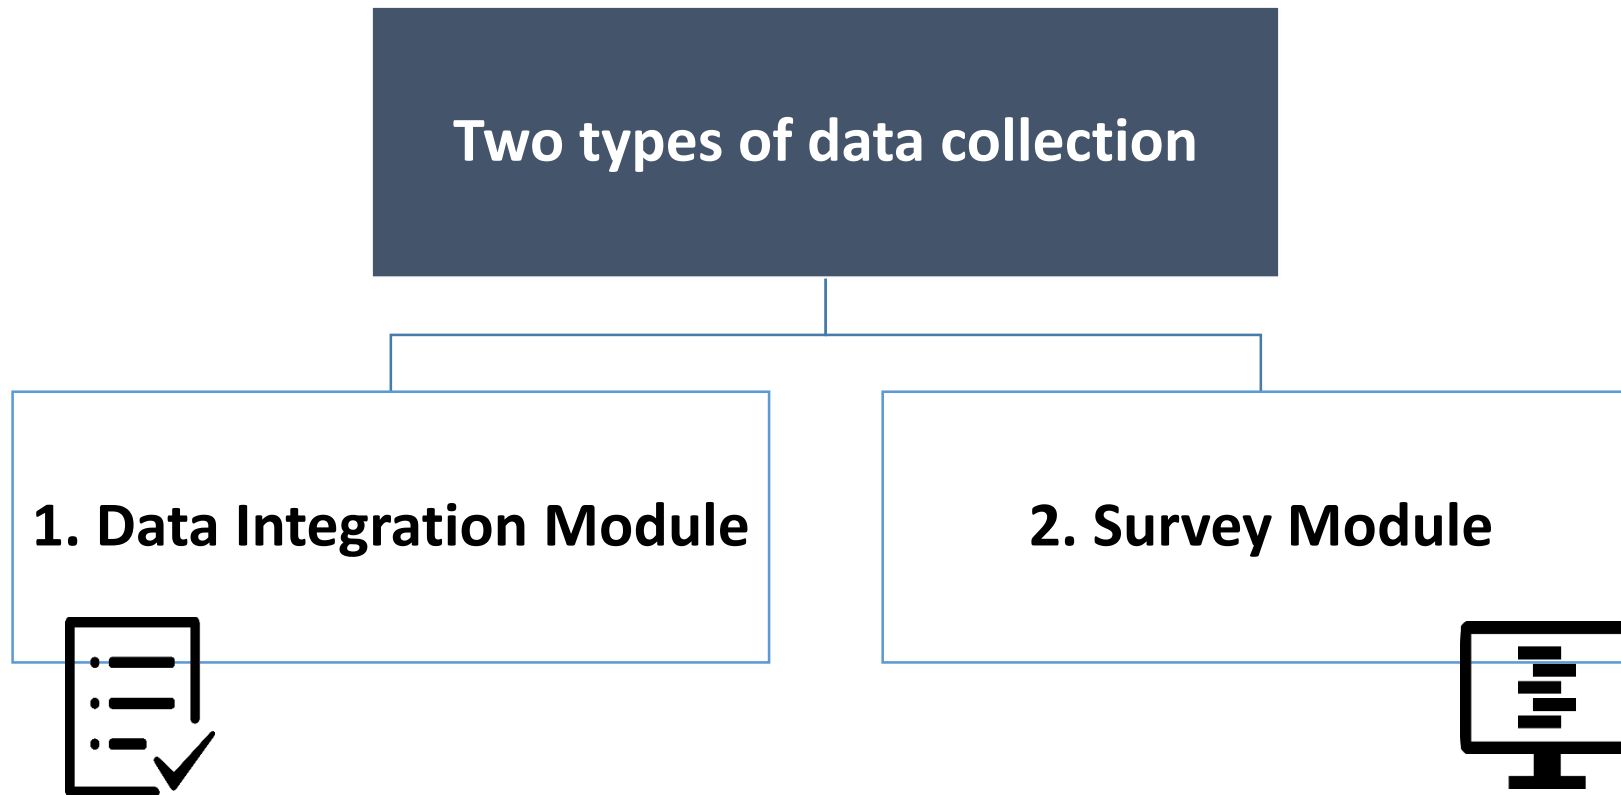 Two types of data collection
1. Data Integration Module
2. Survey Module